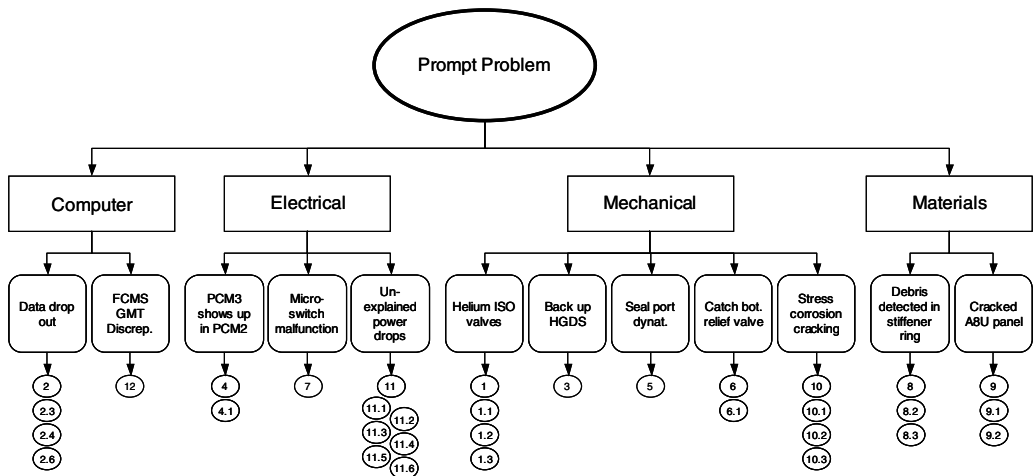 Prompt Problem
Computer
Electrical
Mechanical
Materials
Data drop
out
FCMS
GMT
Discrep.
PCM3
shows up
in PCM2
Micro-
switch
malfunction
Un-
explained
power
drops
Helium ISO
valves
Back up
HGDS
Seal port
dynat.
Catch bot.
relief valve
Stress
corrosion
cracking
Debris
detected in
stiffener
ring
Cracked
A8U panel
2
2.3
2.4
2.6
12
4
4.1
7
11
11.1
11.2
11.3
11.4
11.5
11.6
1
1.1
1.2
1.3
3
5
6
6.1
10
10.1
10.2
10.3
8
8.2
8.3
9
9.1
9.2